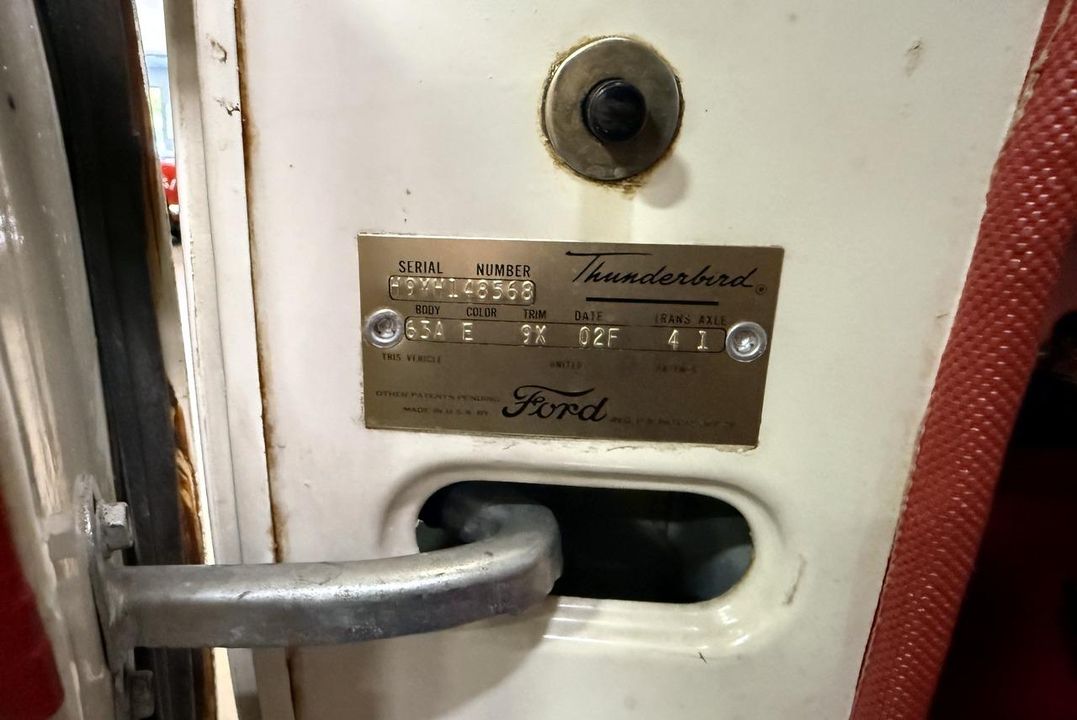 SERIAL NUMBER
Thunderbird®
H9YH148568
BODY COLOR TRIM DATE TRANS AXLE
63A E 9X 02F 4 1
THIS VEHICLE UNITED
OTHER PATENTS PENDING
MADE IN U.S.A. BY
Ford